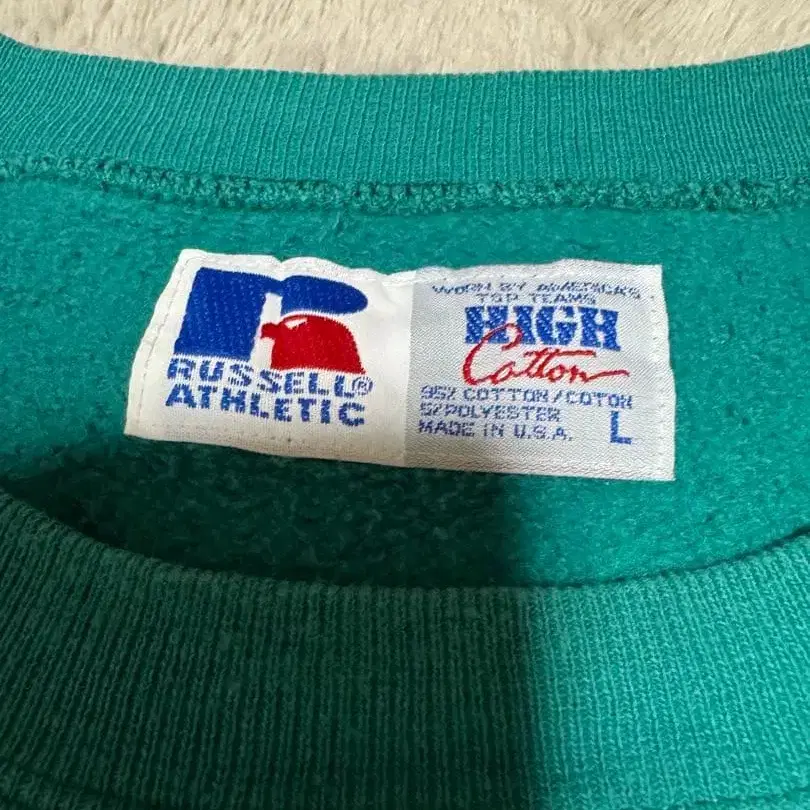 RUSSELL®
ATHLETIC
WORN BY AMERICA'S
TOP TEAMS
HIGH
Cotton
95% COTTON/COTON
5%POLYESTER
MADE IN U.S.A.
L